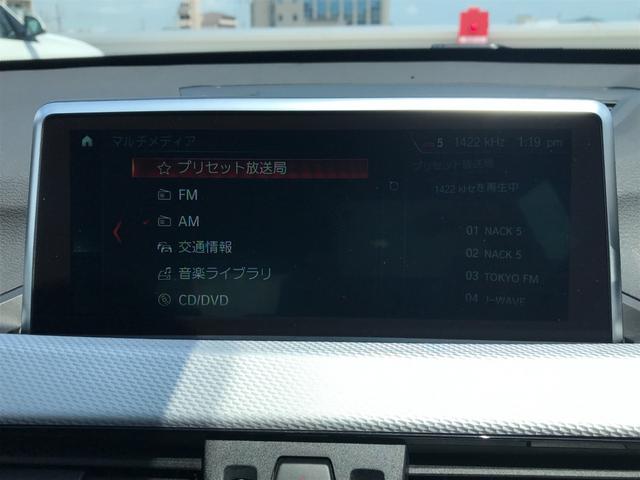 マルチメディア
5 1422 kHz 1:19 pm
プリセット放送局
FM
AM
交通情報
音楽ライブラリ
CD/DVD
プリセット放送局
1422 kHzを再生中
01 NACK 5
02 NACK 5
03 TOKYO FM
04 J-WAVE